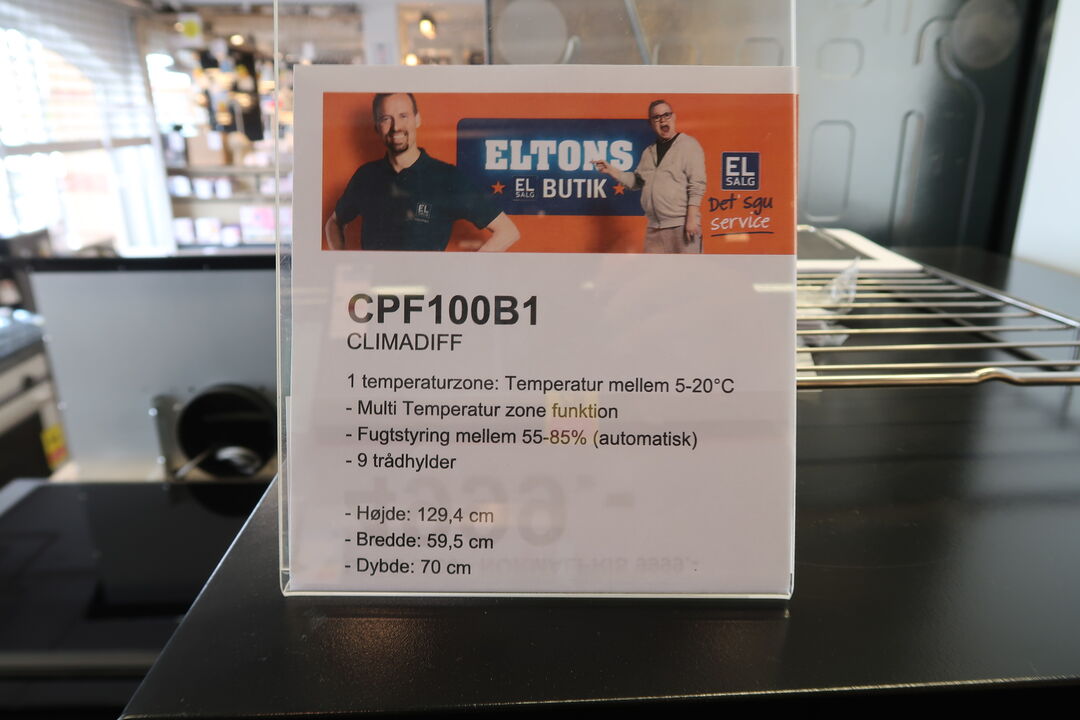 ELTONS
EL SALG BUTIK
EL
SALG
Det' sgu
service
EL
SALG
CPF100B1
CLIMADIFF
1 temperaturzone: Temperatur mellem 5-20°C
- Multi Temperatur zone funktion
- Fugtstyring mellem 55-85% (automatisk)
- 9 trådhylder
- Højde: 129,4 cm
- Bredde: 59,5 cm
- Dybde: 70 cm